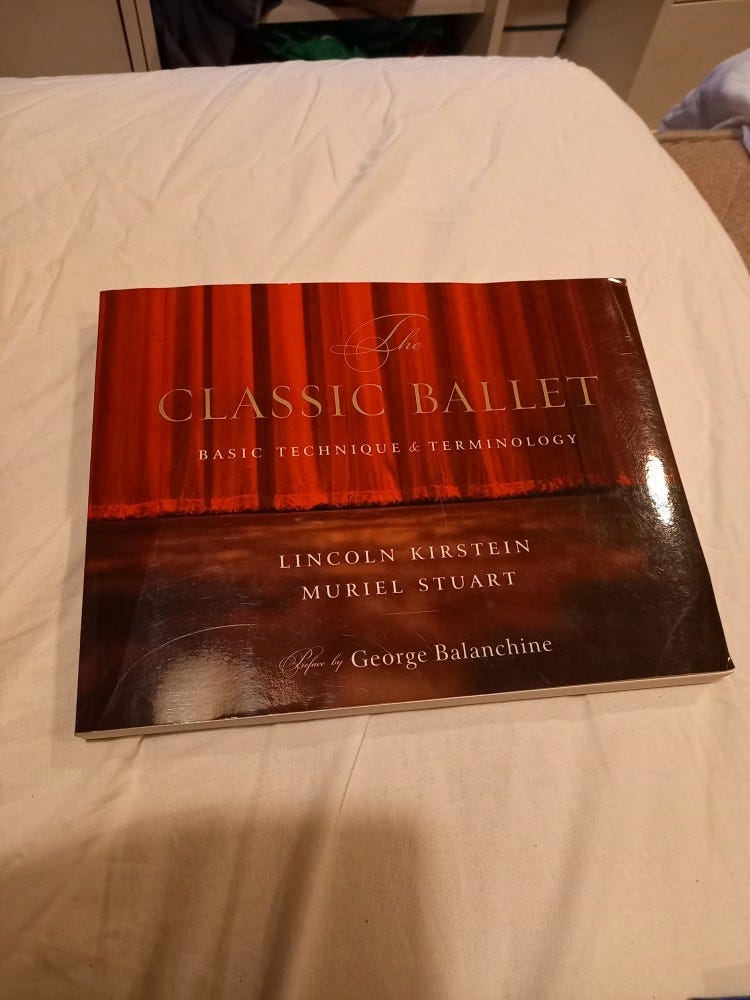 The
CLASSIC BALLET
BASIC TECHNIQUE & TERMINOLOGY
LINCOLN KIRSTEIN
MURIEL STUART
Preface by George Balanchine